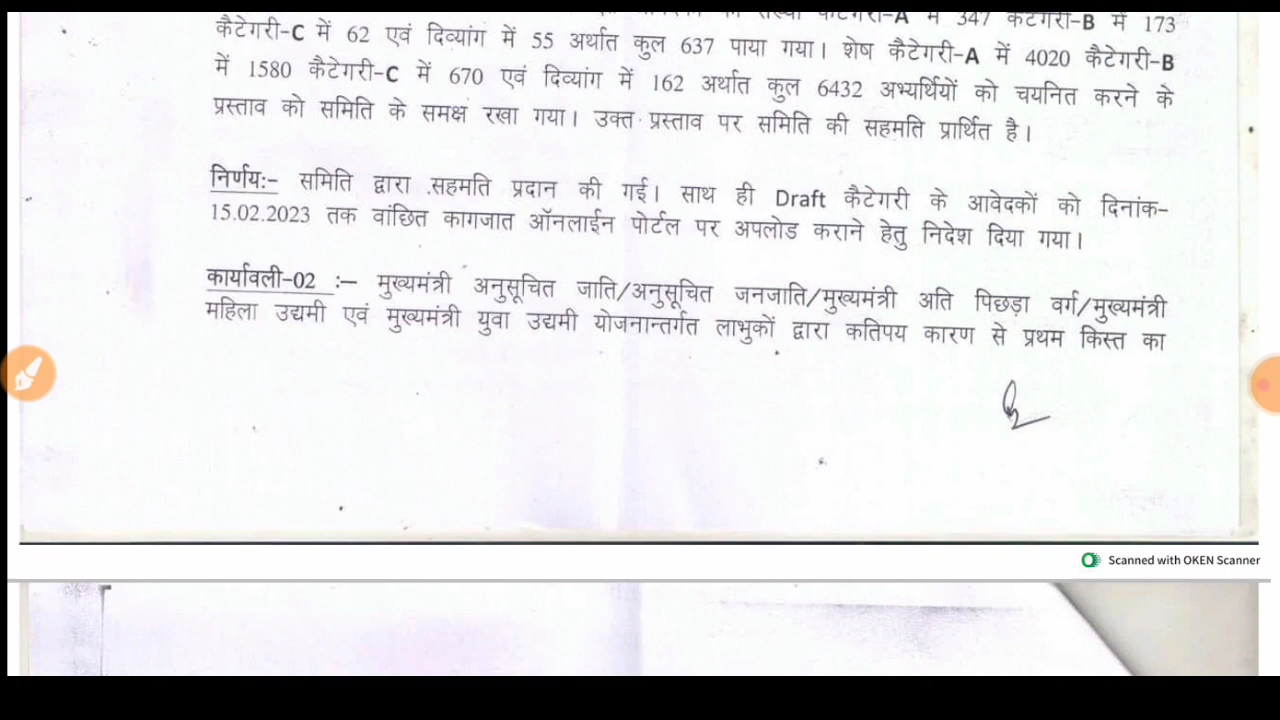 कैटेगरी-A में 347 कैटेगरी-B में 173
कैटेगरी-C में 62 एवं दिव्यांग में 55 अर्थात कुल 637 पाया गया। शेष कैटेगरी-A में 4020 कैटेगरी-B
में 1580 कैटेगरी-C में 670 एवं दिव्यांग में 162 अर्थात कुल 6432 अभ्यर्थियों को चयनित करने के
प्रस्ताव को समिति के समक्ष रखा गया। उक्त प्रस्ताव पर समिति की सहमति प्रार्थित है।
निर्णयः- समिति द्वारा सहमति प्रदान की गई। साथ ही Draft कैटेगरी के आवेदकों को दिनांक-
15.02.2023 तक वांछित कागजात ऑनलाईन पोर्टल पर अपलोड कराने हेतु निदेश दिया गया।
कार्यावली-02 :- मुख्यमंत्री अनुसूचित जाति/अनुसूचित जनजाति/मुख्यमंत्री अति पिछड़ा वर्ग/मुख्यमंत्री
महिला उद्यमी एवं मुख्यमंत्री युवा उद्यमी योजनान्तर्गत लाभुकों द्वारा कतिपय कारण से प्रथम किस्त का
Scanned with OKEN Scanner